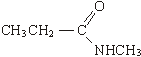 O
CH₃CH₂ — C
NHCH₃